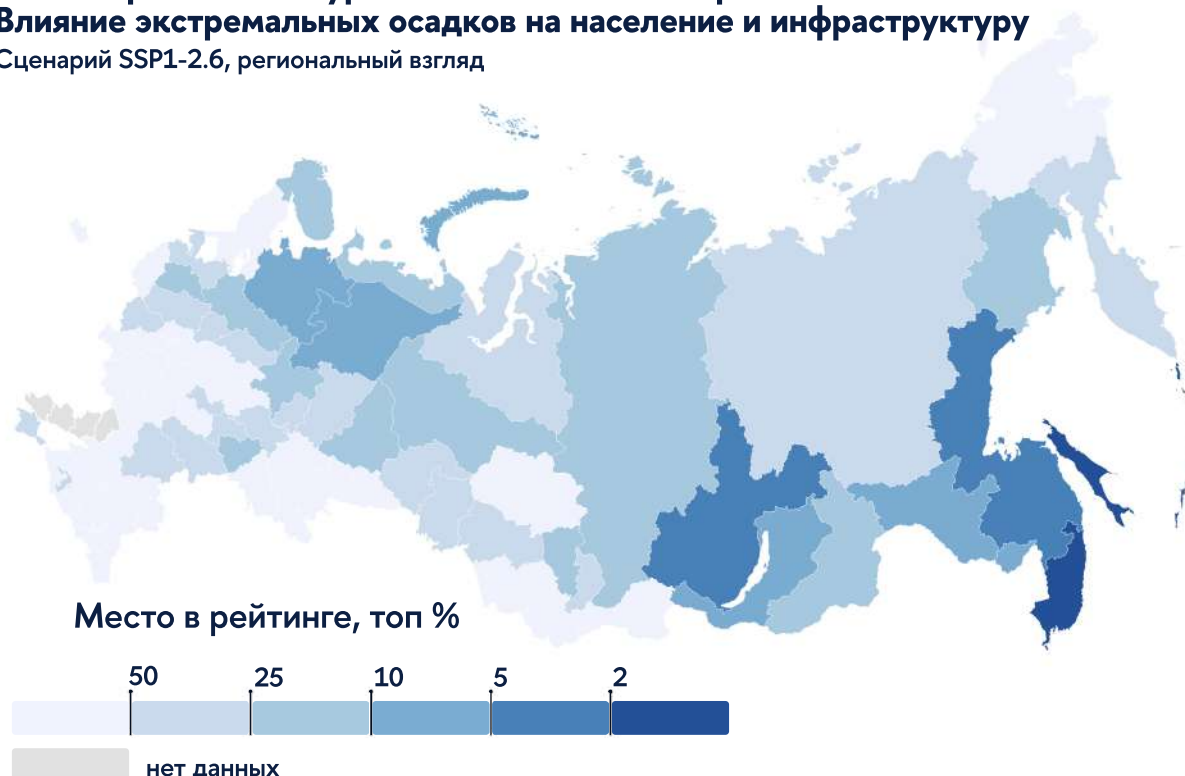 Влияние экстремальных осадков на население и инфраструктуру
Сценарий SSP1-2.6, региональный взгляд
Место в рейтинге, топ %
50 25 10 5 2
нет данных